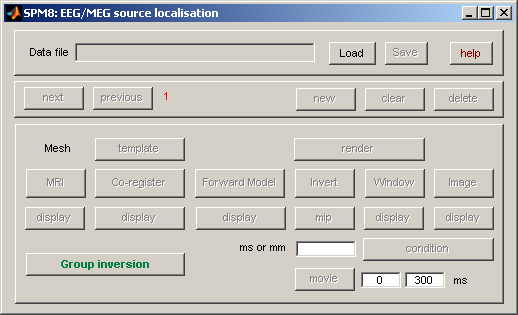 SPM8: EEG/MEG source localisation
Data file Load Save help
next previous 1 new clear delete
Mesh template render
MRI Co-register Forward Model Invert Window Image
display display display mip display display
ms or mm condition
Group inversion
movie 0 300 ms